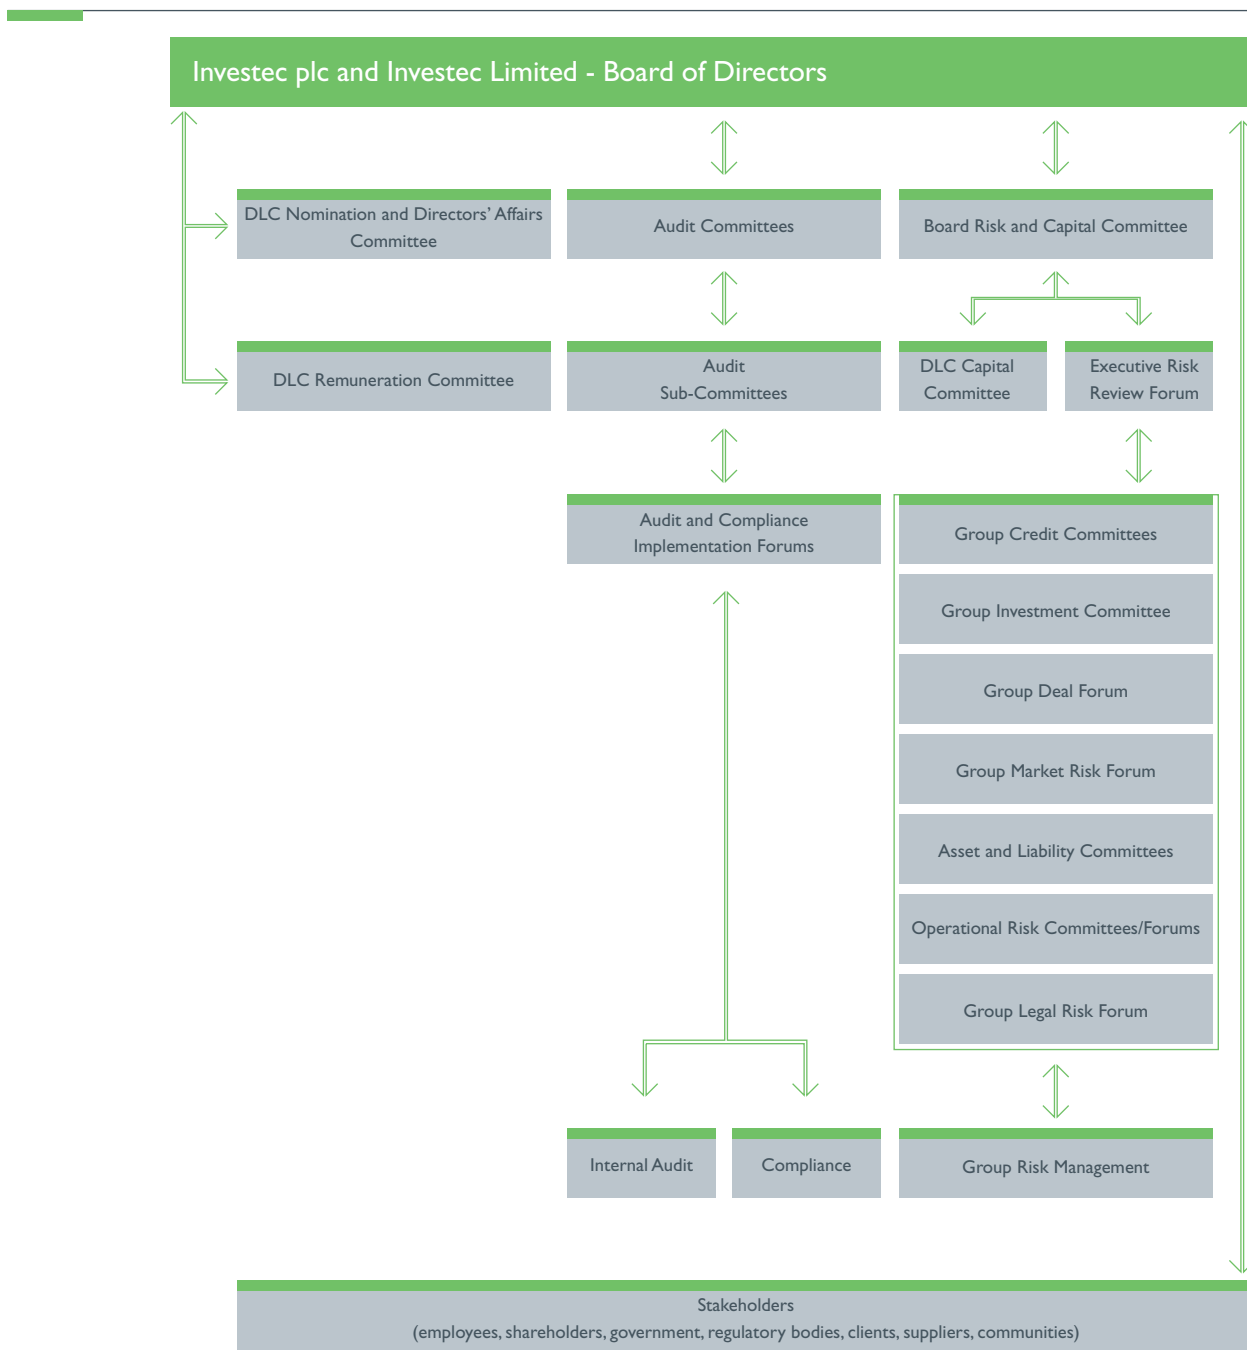 Investec plc and Investec Limited - Board of Directors
DLC Nomination and Directors' Affairs
Committee
Audit Committees
Board Risk and Capital Committee
DLC Remuneration Committee
Audit
Sub-Committees
DLC Capital
Committee
Executive Risk
Review Forum
Audit and Compliance
Implementation Forums
Group Credit Committees
Group Investment Committee
Group Deal Forum
Group Market Risk Forum
Asset and Liability Committees
Operational Risk Committees/Forums
Group Legal Risk Forum
Internal Audit
Compliance
Group Risk Management
Stakeholders
(employees, shareholders, government, regulatory bodies, clients, suppliers, communities)